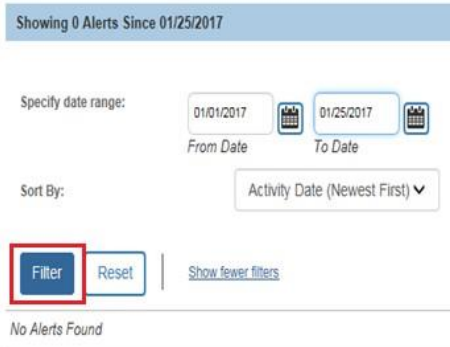 Showing 0 Alerts Since 01/25/2017
Specify date range:
01/01/2017 01/25/2017
From Date To Date
Sort By: Activity Date (Newest First)
Filter Reset Show fewer filters
No Alerts Found